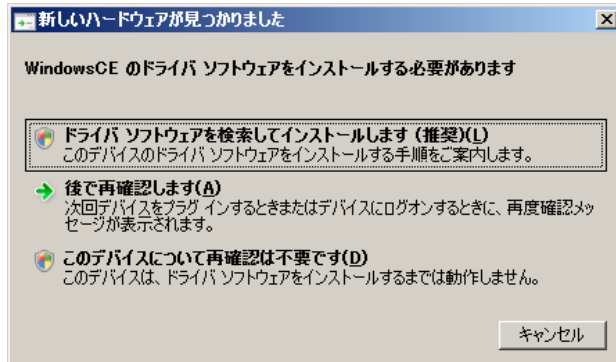 新しいハードウェアが見つかりました
WindowsCE のドライバ ソフトウェアをインストールする必要があります
ドライバ ソフトウェアを検索してインストールします (推奨)(L)
このデバイスのドライバ ソフトウェアをインストールする手順をご案内します。
後で再確認します(A)
次回デバイスをプラグ インするときまたはデバイスにログオンするときに、再度確認メッ
セージが表示されます。
このデバイスについて再確認は不要です(D)
このデバイスは、ドライバ ソフトウェアをインストールするまでは動作しません。
キャンセル